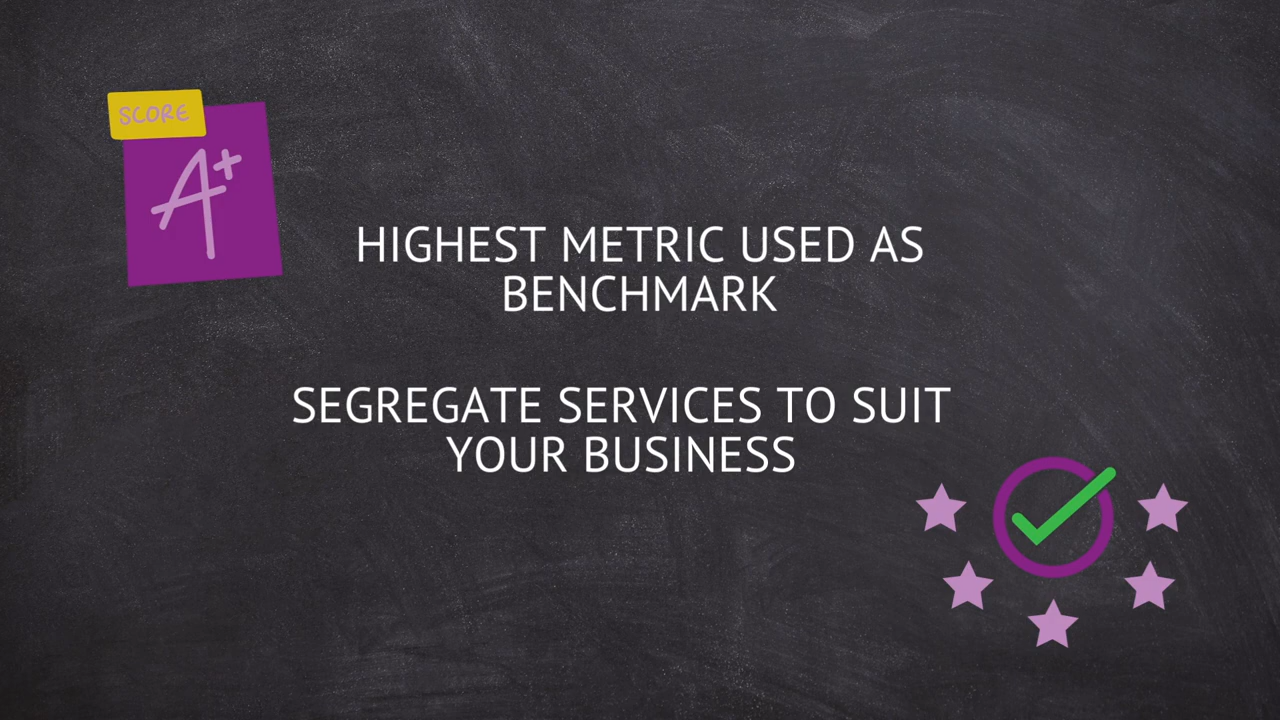 SCORE
A+
HIGHEST METRIC USED AS
BENCHMARK
SEGREGATE SERVICES TO SUIT
YOUR BUSINESS